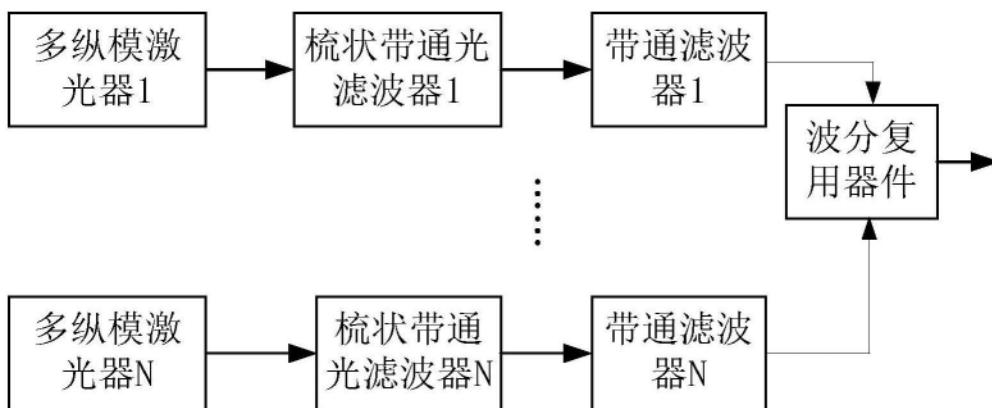 多纵模激
光器1
梳状带通光
滤波器1
带通滤波
器1
波分复
用器件
多纵模激
光器N
梳状带通
光滤波器N
带通滤波
器N